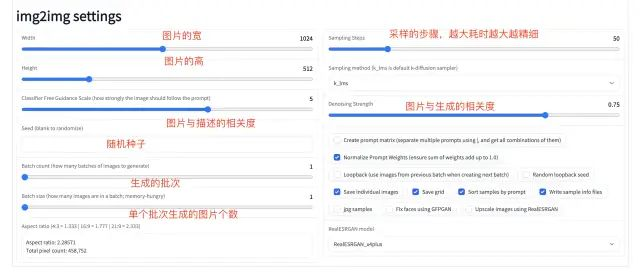 img2img settings
Width
图片的宽
1024
图片的高
Height
512
Classifier Free Guidance Scale (how strongly the image should follow the prompt)
5
图片与描述的相关度
Seed (blank to randomize)
随机种子
Batch count (how many batches of images to generate)
1
生成的批次
Batch size (how many images are in a batch; memory-hungry)
1
单个批次生成的图片个数
Aspect ratio (4:3 = 1.333 | 16:9 = 1.777 | 21:9 = 2.333)
Aspect ratio: 2.28571
Total pixel count: 458,752
Sampling Steps
采样的步骤，越大耗时越大越精细
50
Sampling method (k_lms is default k-diffusion sampler)
k_lms
Denoising Strength
图片与生成的相关度
0.75
Create prompt matrix (separate multiple prompts using |, and get all combinations of them)
Normalize Prompt Weights (ensure sum of weights add up to 1.0)
Loopback (use images from previous batch when creating next batch)
Random loopback seed
Save individual images
Save grid
Sort samples by prompt
Write sample info files
jpg samples
Fix faces using GFPGAN
Upscale images using RealESRGAN
RealESRGAN model
RealESRGAN_x4plus